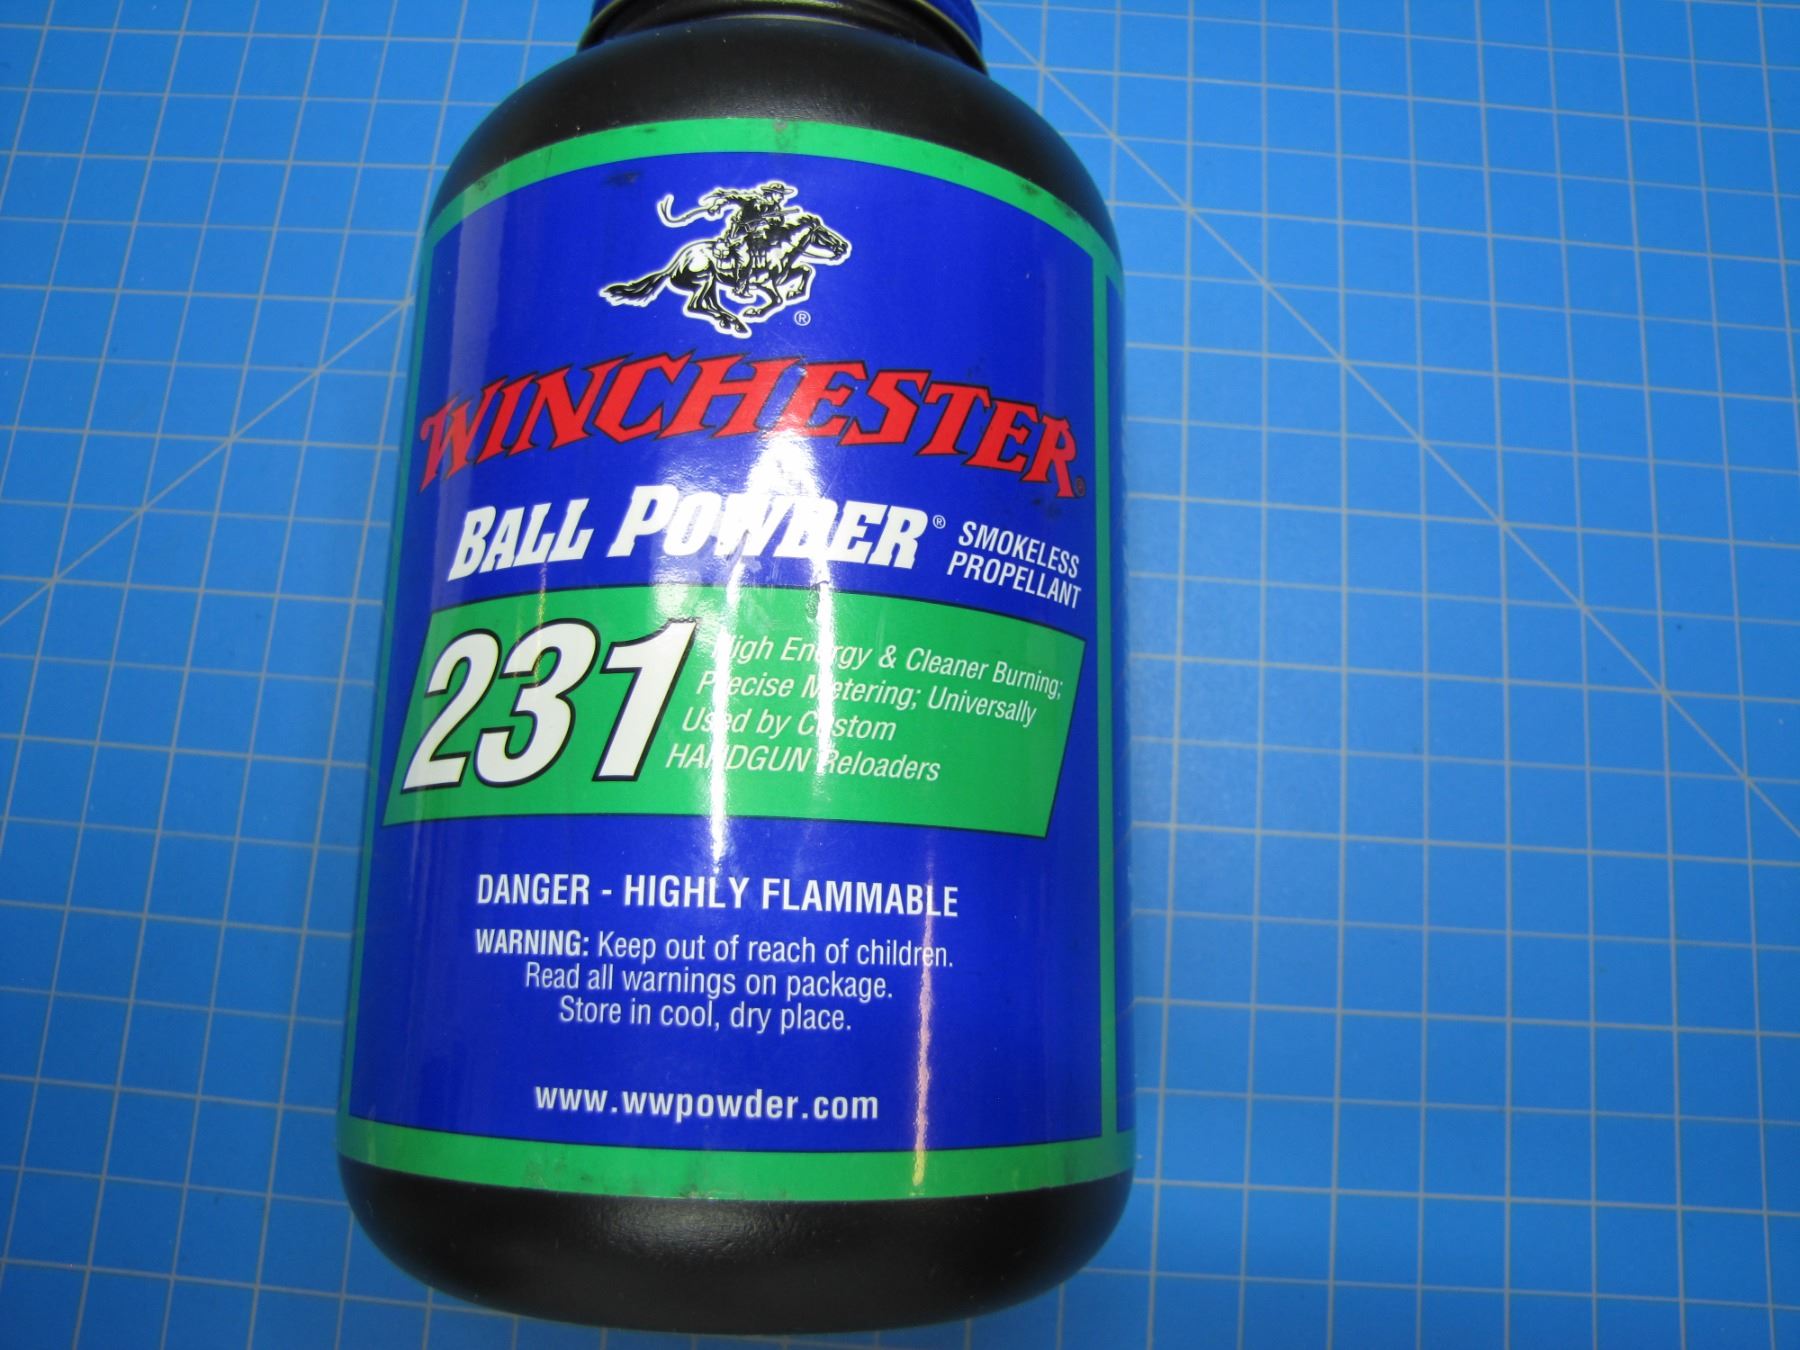 ®
WINCHESTER®
BALL POWDER® SMOKELESS
PROPELLANT
231
High Energy & Cleaner Burning;
Precise Metering; Universally
Used by Custom
HANDGUN Reloaders
DANGER - HIGHLY FLAMMABLE
WARNING: Keep out of reach of children.
Read all warnings on package.
Store in cool, dry place.
www.wwpowder.com